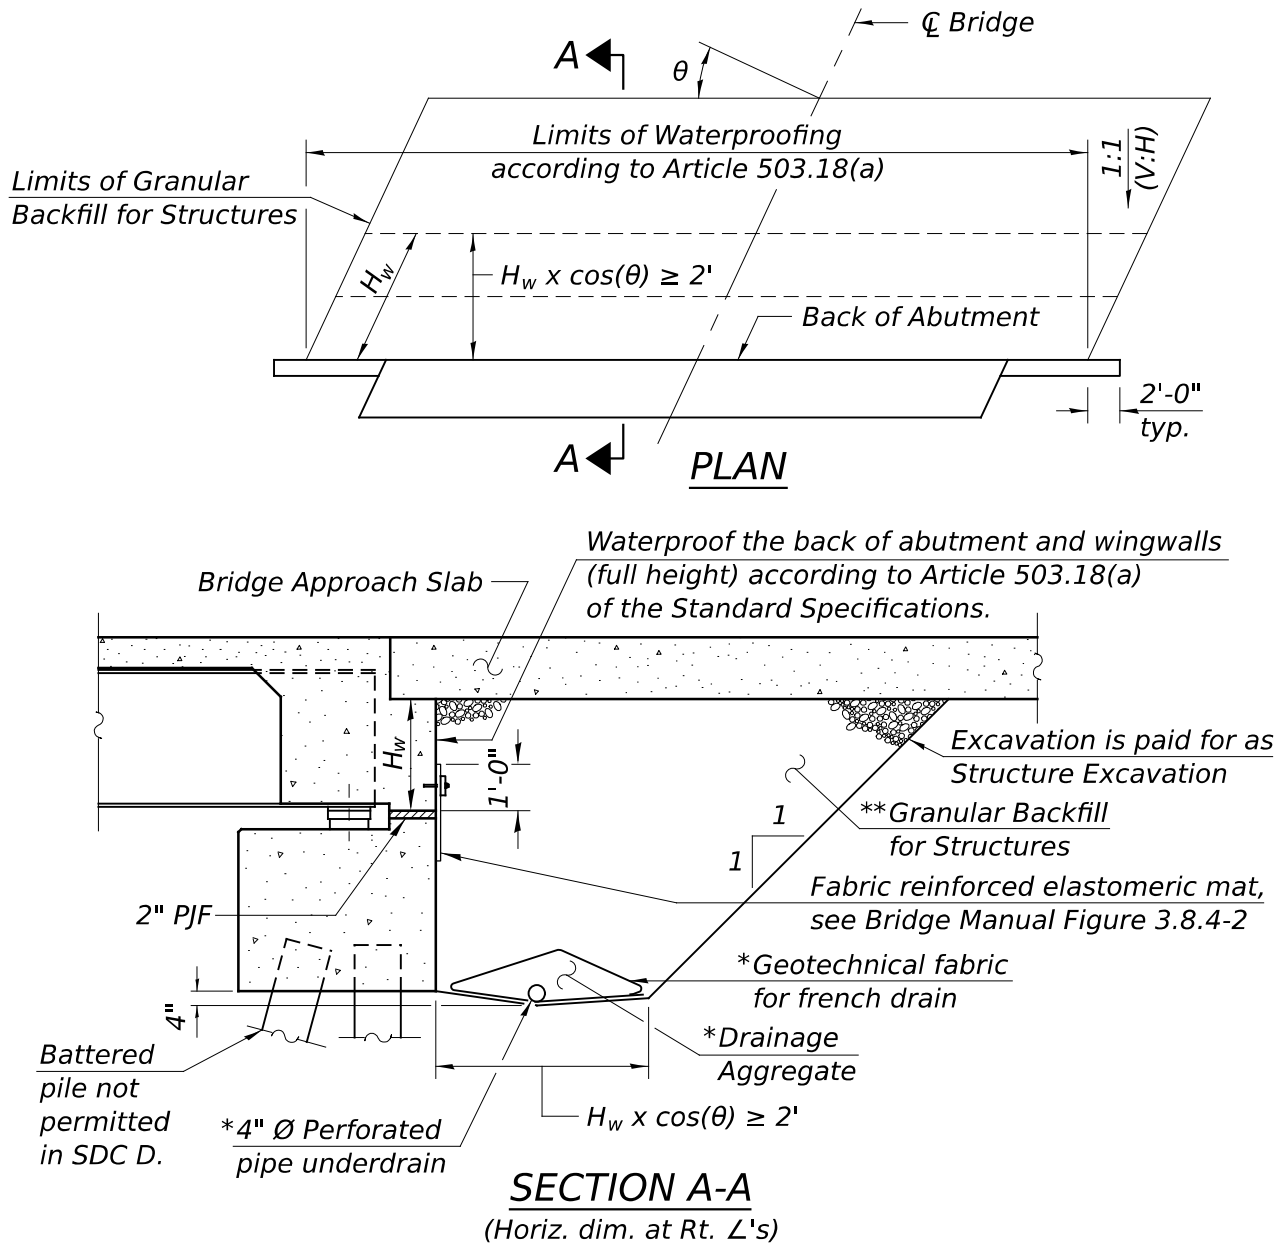 ℄ Bridge
A
θ
Limits of Waterproofing
according to Article 503.18(a)
1:1
(V:H)
Limits of Granular
Backfill for Structures
Hw
Hw x cos(θ) ≥ 2'
Back of Abutment
2'-0"
typ.
A
PLAN
Waterproof the back of abutment and wingwalls
(full height) according to Article 503.18(a)
of the Standard Specifications.
Bridge Approach Slab
Hw
1'-0"
Excavation is paid for as
Structure Excavation
**Granular Backfill
for Structures
1
1
Fabric reinforced elastomeric mat,
see Bridge Manual Figure 3.8.4-2
2" PJF
*Geotechnical fabric
for french drain
4"
*Drainage
Aggregate
Battered
pile not
permitted
in SDC D.
Hw x cos(θ) ≥ 2'
*4" Ø Perforated
pipe underdrain
SECTION A-A
(Horiz. dim. at Rt. ∠'s)